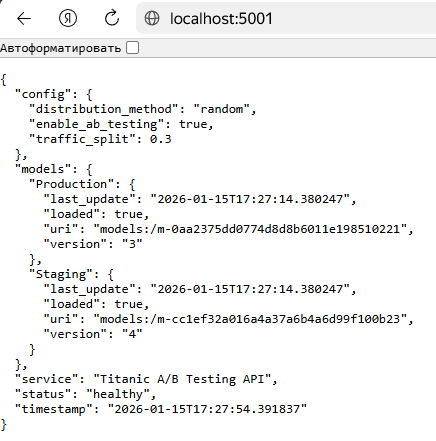 localhost:5001
Автоформатировать
{
  "config": {
    "distribution_method": "random",
    "enable_ab_testing": true,
    "traffic_split": 0.3
  },
  "models": {
    "Production": {
      "last_update": "2026-01-15T17:27:14.380247",
      "loaded": true,
      "uri": "models:/m-0aa2375dd0774d8d8b6011e198510221",
      "version": "3"
    },
    "Staging": {
      "last_update": "2026-01-15T17:27:14.380247",
      "loaded": true,
      "uri": "models:/m-cc1ef32a016a4a37a6b4a6d99f100b23",
      "version": "4"
    }
  },
  "service": "Titanic A/B Testing API",
  "status": "healthy",
  "timestamp": "2026-01-15T17:27:54.391837"
}